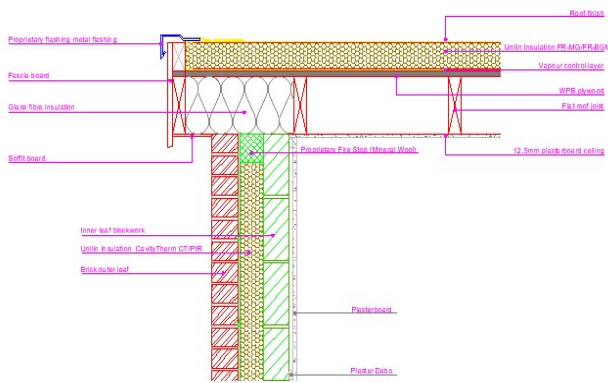 Roof finish
Proprietary flashing metal flashing
Unilin Insulation FR-MG/FR-BGM
Vapour control layer
Fascia board
WPB plywood
Glass fibre insulation
Flat roof joist
Soffit board
Proprietary Fire Stop (Mineral Wool)
12.5mm plasterboard ceiling
Inner leaf blockwork
Unilin Insulation CavityTherm CT/PIR
Brick outer leaf
Plasterboard
Plaster Dabs